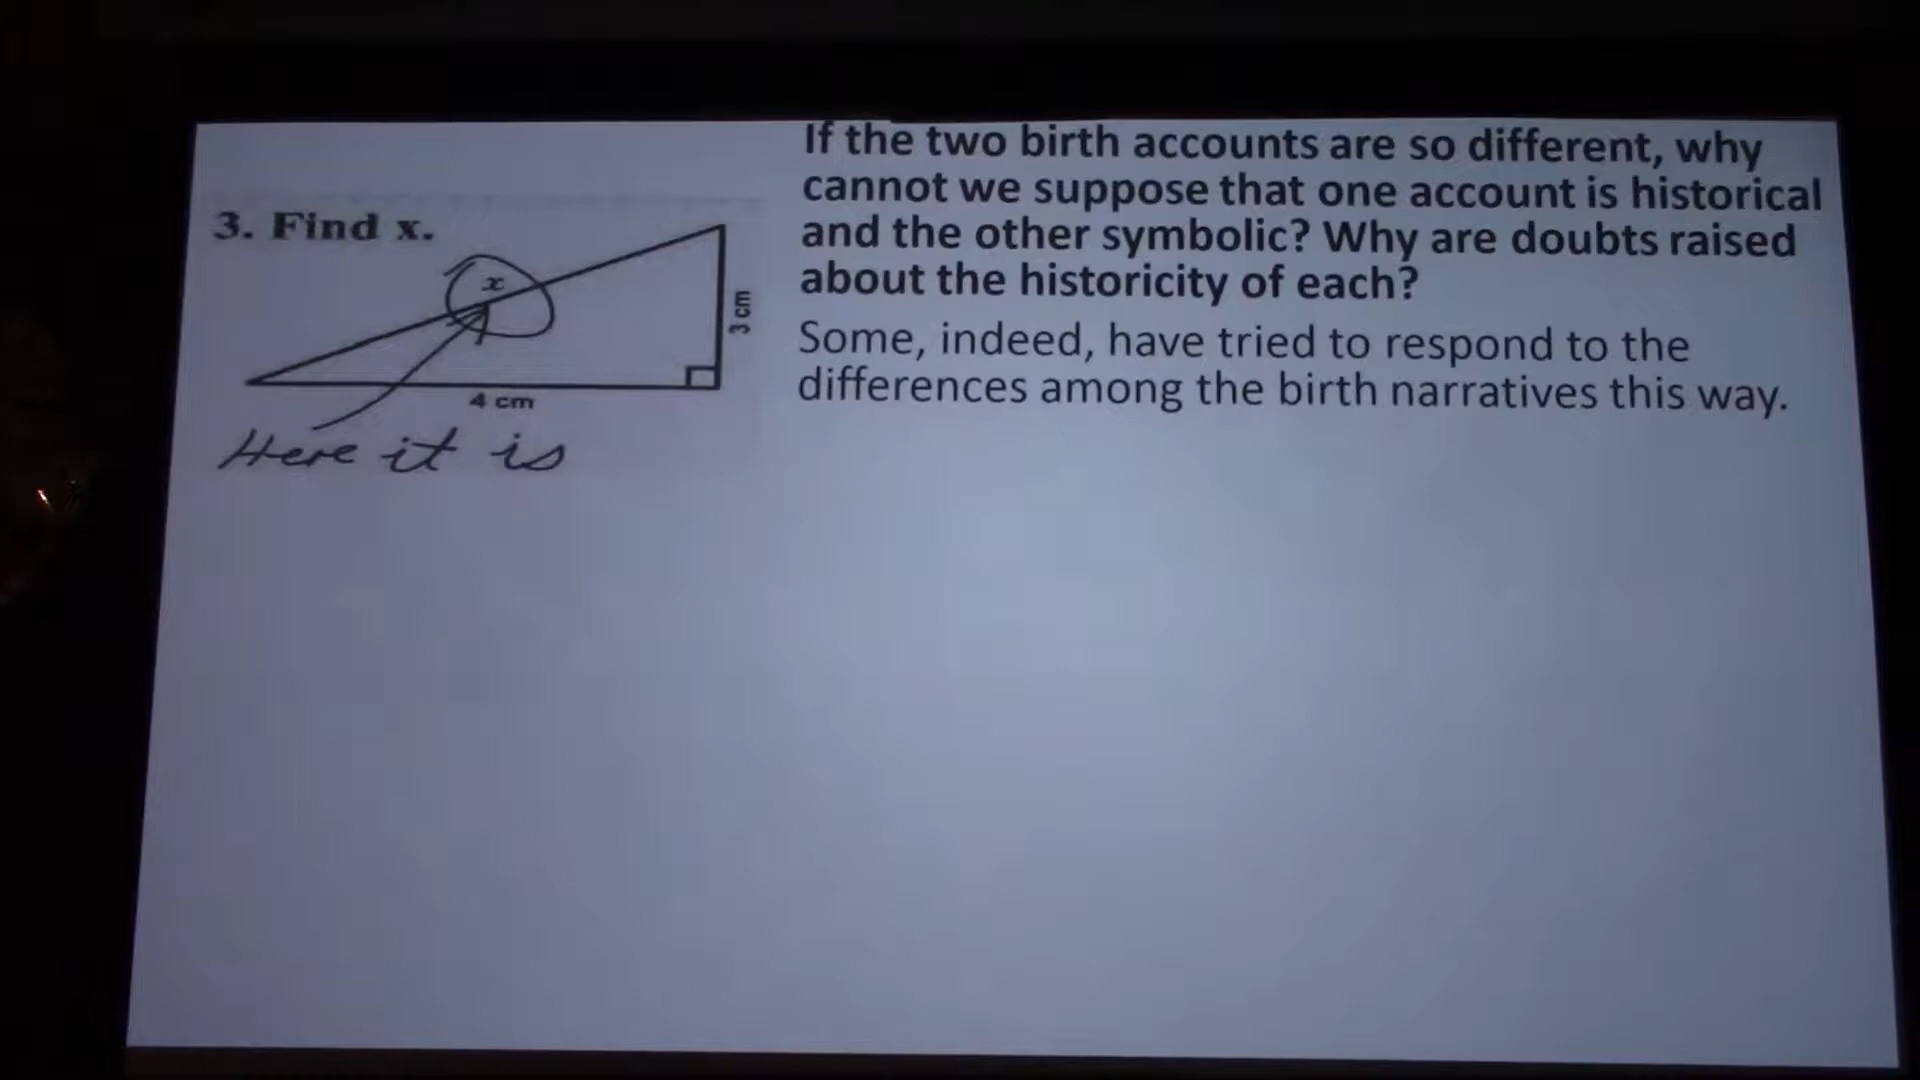 3. Find x.
x
3 cm
4 cm
Here it is
If the two birth accounts are so different, why
cannot we suppose that one account is historical
and the other symbolic? Why are doubts raised
about the historicity of each?
Some, indeed, have tried to respond to the
differences among the birth narratives this way.